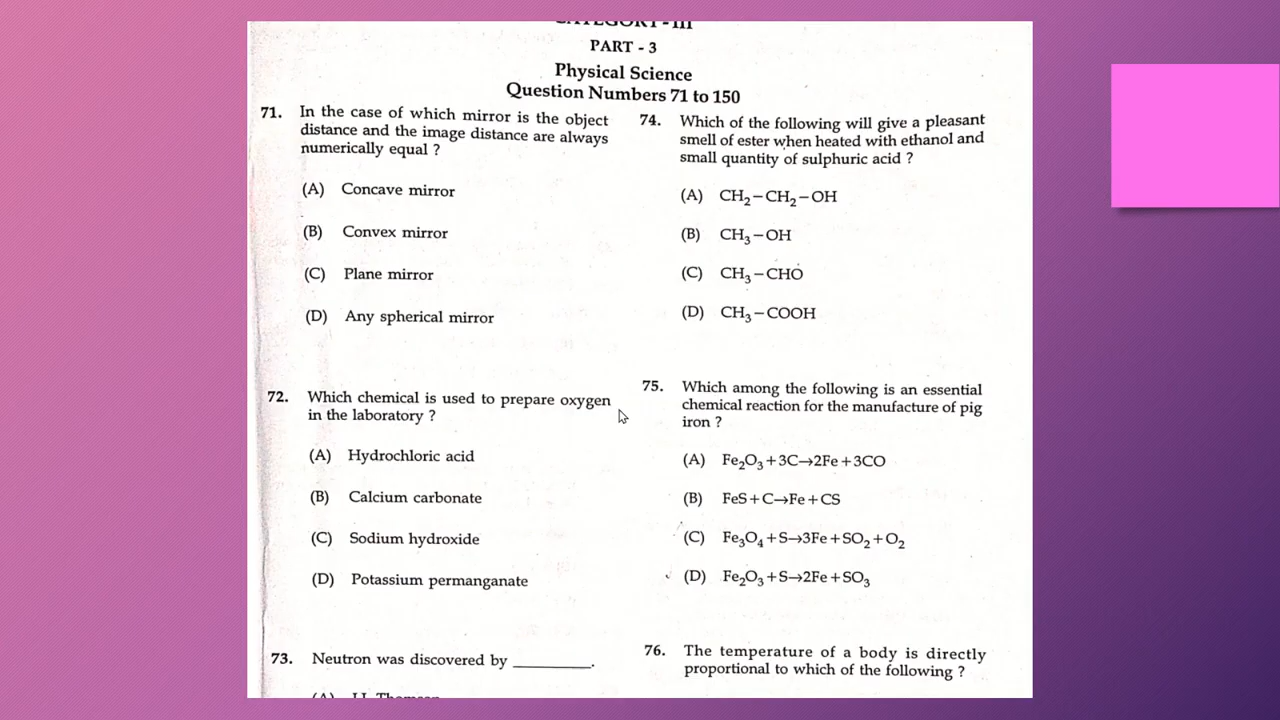 CATEGORY - III
PART - 3
Physical Science
Question Numbers 71 to 150
71. In the case of which mirror is the object
distance and the image distance are always
numerically equal ?
(A) Concave mirror
(B) Convex mirror
(C) Plane mirror
(D) Any spherical mirror
72. Which chemical is used to prepare oxygen
in the laboratory ?
(A) Hydrochloric acid
(B) Calcium carbonate
(C) Sodium hydroxide
(D) Potassium permanganate
73. Neutron was discovered by ________.
(A) J.J. Thomson
74. Which of the following will give a pleasant
smell of ester when heated with ethanol and
small quantity of sulphuric acid ?
(A) CH₂−CH₂−OH
(B) CH₃−OH
(C) CH₃−CHO
(D) CH₃−COOH
75. Which among the following is an essential
chemical reaction for the manufacture of pig
iron ?
(A) Fe₂O₃+3C→2Fe+3CO
(B) FeS+C→Fe+CS
(C) Fe₃O₄+S→3Fe+SO₂+O₂
(D) Fe₂O₃+S→2Fe+SO₃
76. The temperature of a body is directly
proportional to which of the following ?